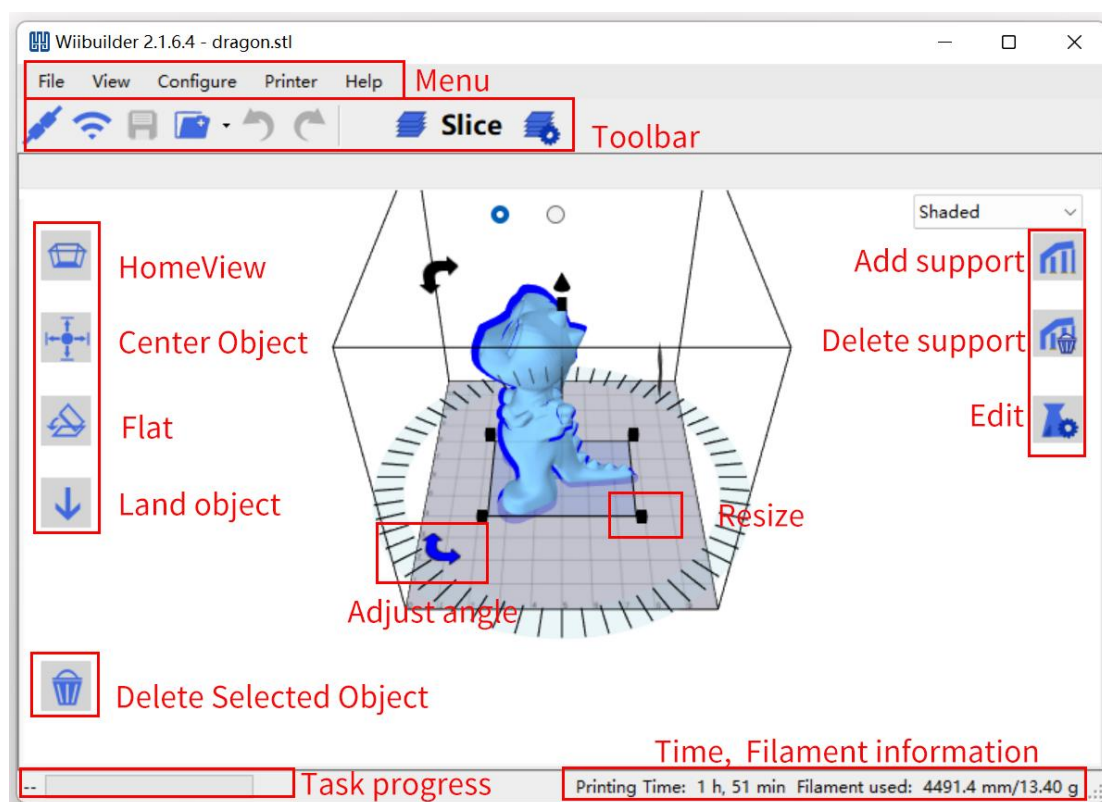 Wiibuilder 2.1.6.4 - dragon.stl
File View Configure Printer Help
Menu
Slice
Toolbar
Shaded
HomeView
Add support
Center Object
Delete support
Flat
Edit
Land object
Resize
Adjust angle
Delete Selected Object
Time, Filament information
-- Task progress
Printing Time: 1 h, 51 min Filament used: 4491.4 mm/13.40 g